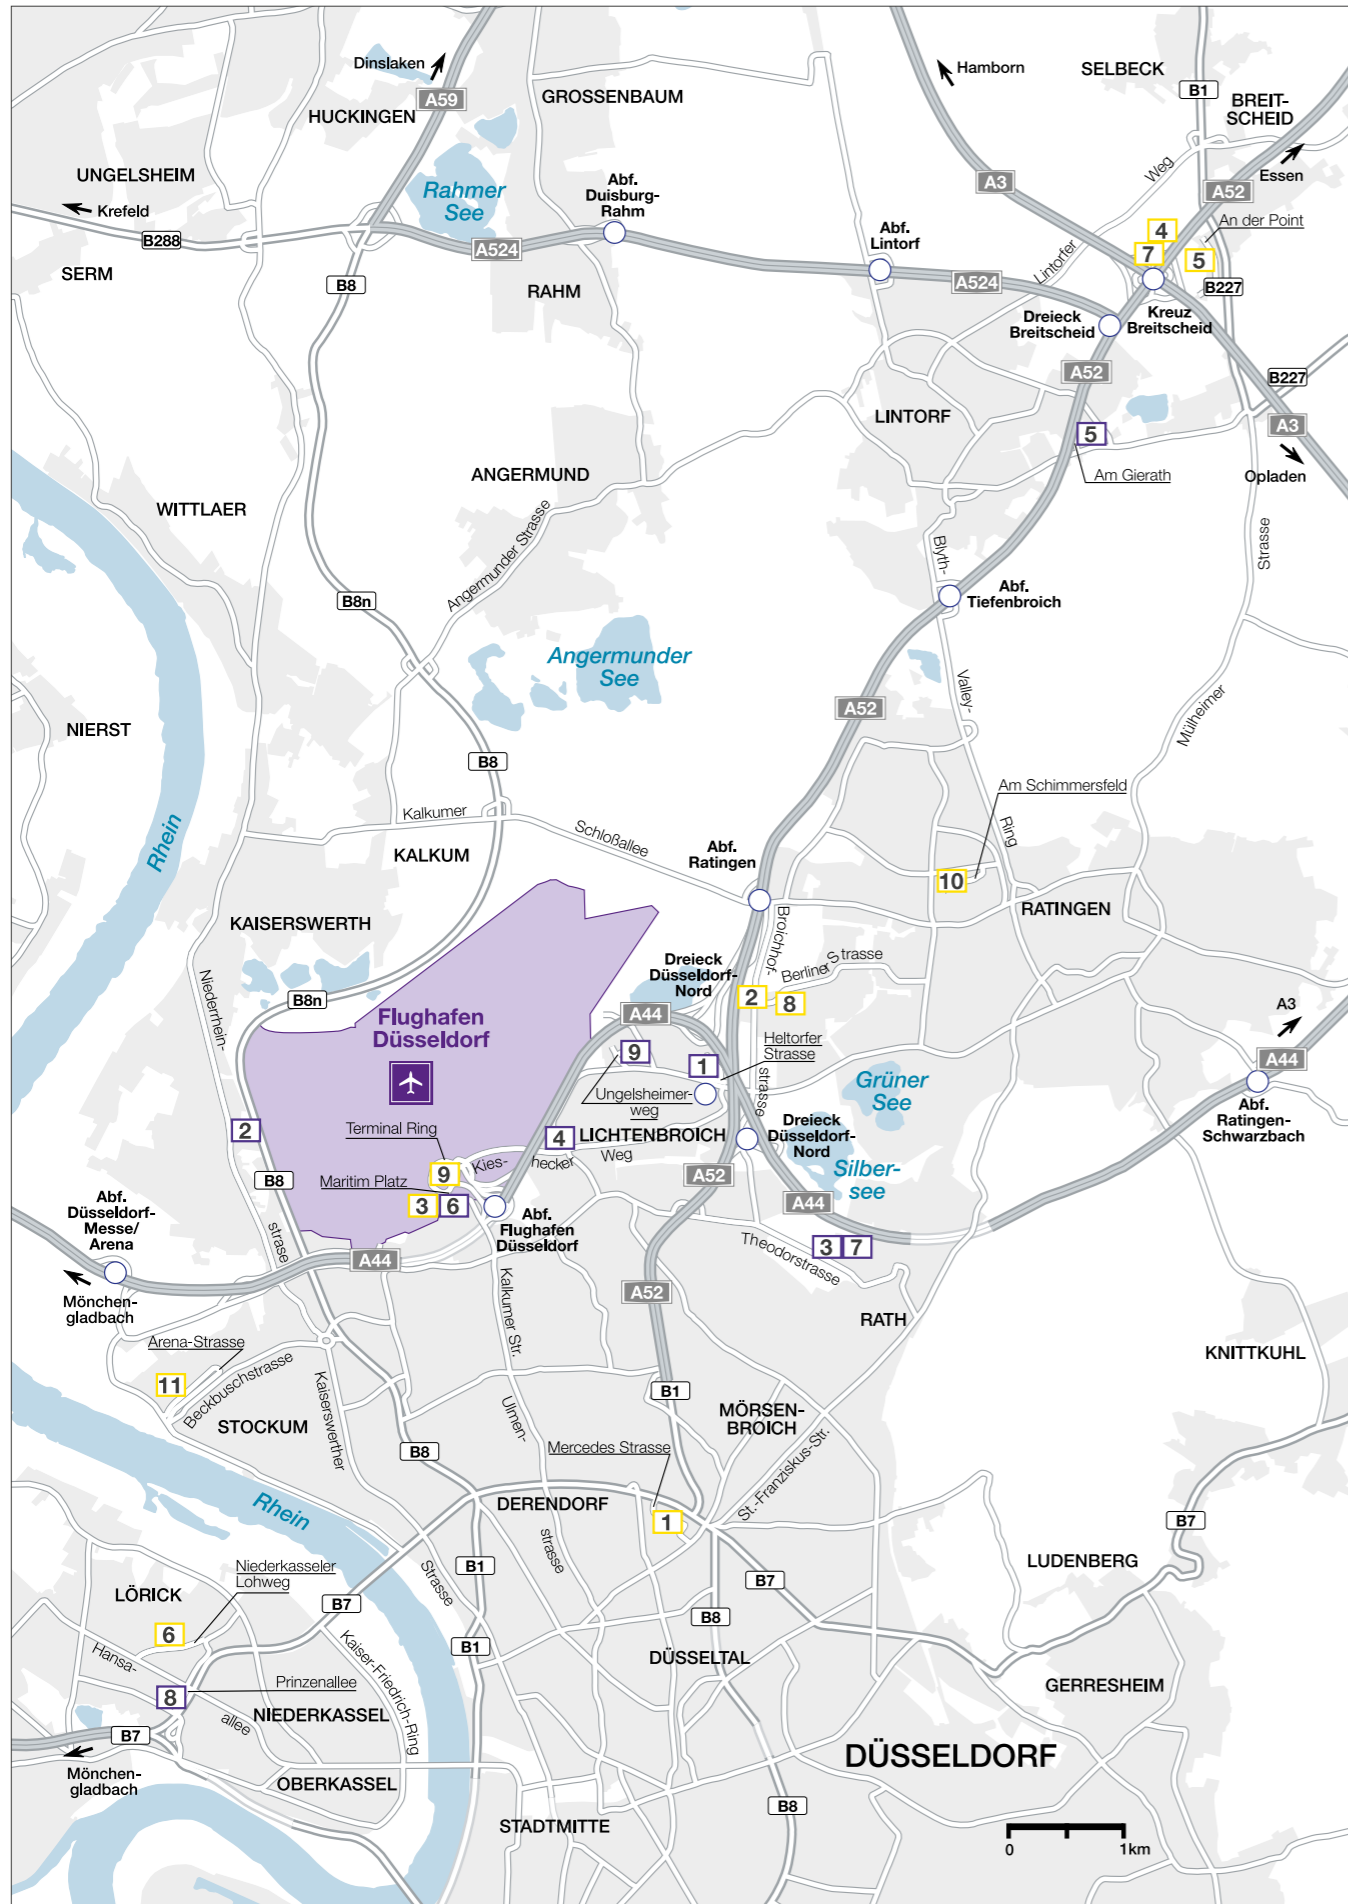 Dinslaken
A59
HUCKINGEN
GROSSENBAUM
Hamborn
SELBECK
B1
BREIT-
SCHEID
UNGELSHEIM
Krefeld
B288
SERM
Rahmer
See
Abf.
Duisburg-
Rahm
A524
B8
RAHM
Abf.
Lintorf
A524
Lintorfer
Weg
A3
A52
Essen
An der Point
4
7
5
B227
Dreieck
Breitscheid
Kreuz
Breitscheid
A52
B227
A3
Opladen
LINTORF
5
Am Gierath
ANGERMUND
WITTLAER
Angermunder Strasse
B8n
Blyth-
Abf.
Tiefenbroich
Strasse
Angermunder
See
Valley-
Mülheimer
NIERST
A52
B8
Am Schimmersfeld
Rhein
Kalkumer
Schloßallee
Ring
KALKUM
Abf.
Ratingen
10
RATINGEN
KAISERSWERTH
Broichhof-
Berliner Strasse
Dreieck
Düsseldorf-
Nord
Niederrhein-
B8n
2
8
A3
Flughafen
Düsseldorf
A44
Heltorfer
Strasse
9
1
strasse
Grüner
See
A44
Abf.
Ratingen-
Schwarzbach
Ungelsheimer-
weg
2
Terminal Ring
4
LICHTENBROICH
Dreieck
Düsseldorf-
Nord
9
Kies-
hecker
Weg
B8
Maritim Platz
A52
Silber-
see
Abf.
Düsseldorf-
Messe/
Arena
3
6
Abf.
Flughafen
Düsseldorf
A44
strase
Theodorstrasse
3
7
A44
Mönchen-
gladbach
Kalkumer Str.
A52
RATH
Arena-Strasse
KNITTKUHL
11
Beckbuschstrasse
STOCKUM
Kaiserswerther
Ulmen-
B1
MÖRSEN-
BROICH
B8
Mercedes Strasse
St.-Franziskus-Str.
Rhein
DERENDORF
1
B7
strasse
LUDENBERG
Niederkasseler
Lohweg
LÖRICK
Strasse
B1
B7
B7
B8
6
Kaiser-Friedrich-Ring
B1
DÜSSELTAL
Hansa-
Prinzenallee
8
GERRESHEIM
NIEDERKASSEL
allee
B7
DÜSSELDORF
Mönchen-
gladbach
OBERKASSEL
B8
STADTMITTE
0
1km